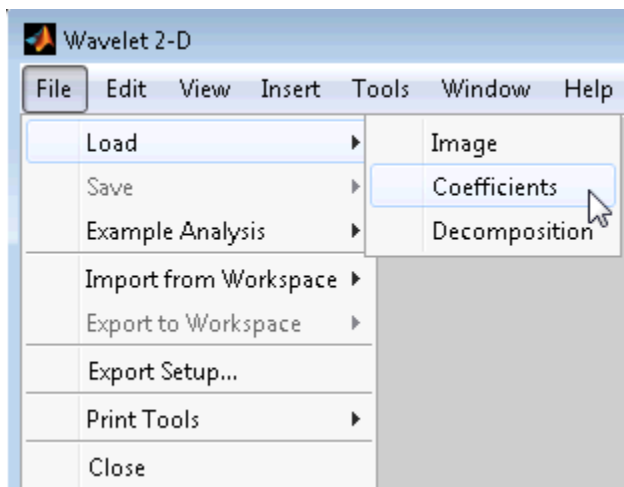 Wavelet 2-D
File Edit View Insert Tools Window Help
Load
Save
Example Analysis
Import from Workspace
Export to Workspace
Export Setup...
Print Tools
Close
Image
Coefficients
Decomposition